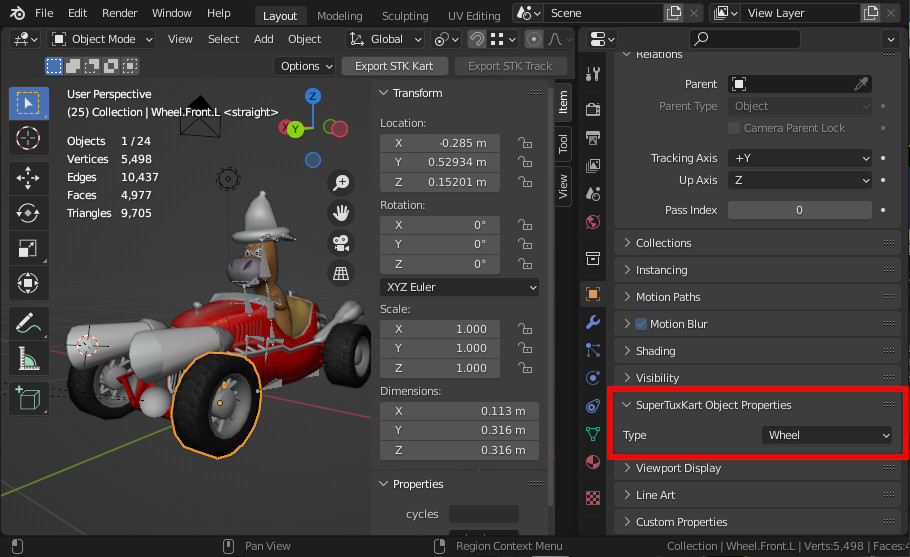 File Edit Render Window Help Layout Modeling Sculpting UV Editing Scene View Layer
Object Mode View Select Add Object Global
Options Export STK Kart Export STK Track
User Perspective
(25) Collection | Wheel.Front.L <straight>
Objects 1 / 24
Vertices 5,498
Edges 10,437
Faces 4,977
Triangles 9,705
Z
X
Y
Transform
Location:
X -0.285 m
Y 0.52934 m
Z 0.15201 m
Rotation:
X 0°
Y 0°
Z 0°
XYZ Euler
Scale:
X 1.000
Y 1.000
Z 1.000
Dimensions:
X 0.113 m
Y 0.316 m
Z 0.316 m
Properties
cycles
Item
Tool
View
Relations
Parent
Parent Type Object
Camera Parent Lock
Tracking Axis +Y
Up Axis Z
Pass Index 0
Collections
Instancing
Motion Paths
Motion Blur
Shading
Visibility
SuperTuxKart Object Properties
Type Wheel
Viewport Display
Line Art
Custom Properties
Pan View Region Context Menu Collection | Wheel.Front.L | Verts:5,498 | Faces:4